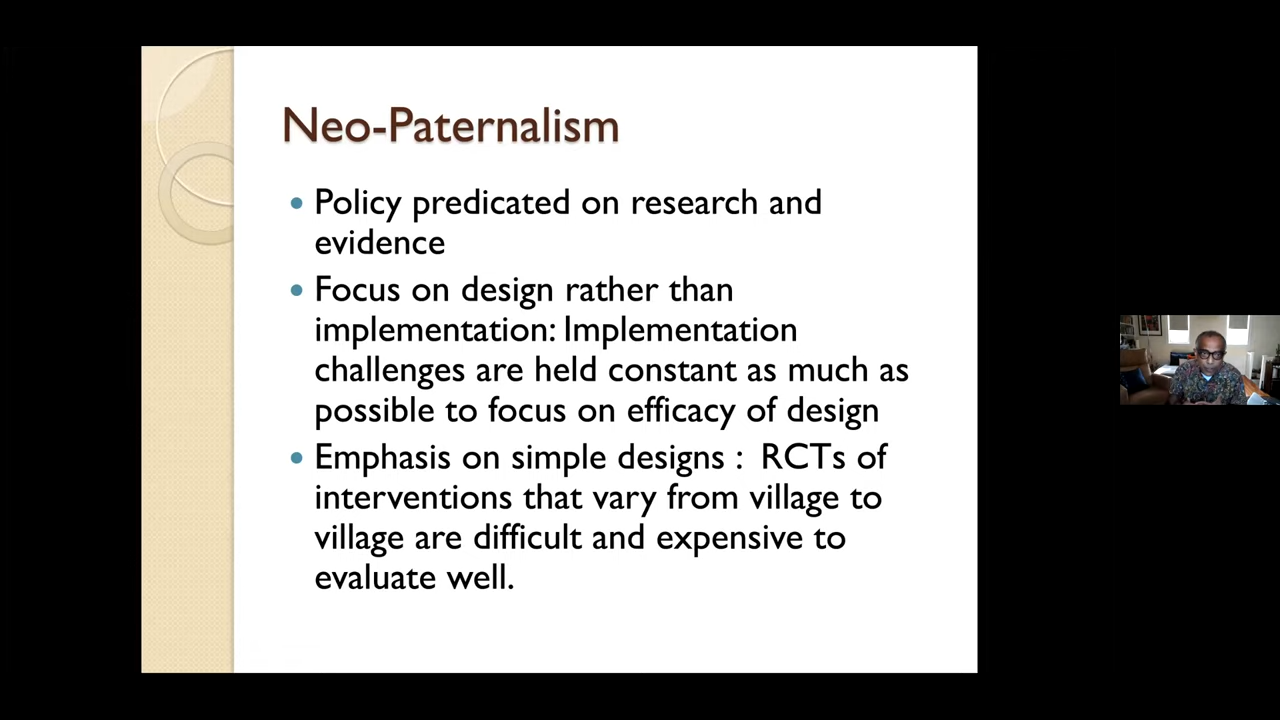 Neo-Paternalism
• Policy predicated on research and
evidence
• Focus on design rather than
implementation: Implementation
challenges are held constant as much as
possible to focus on efficacy of design
• Emphasis on simple designs :  RCTs of
interventions that vary from village to
village are difficult and expensive to
evaluate well.